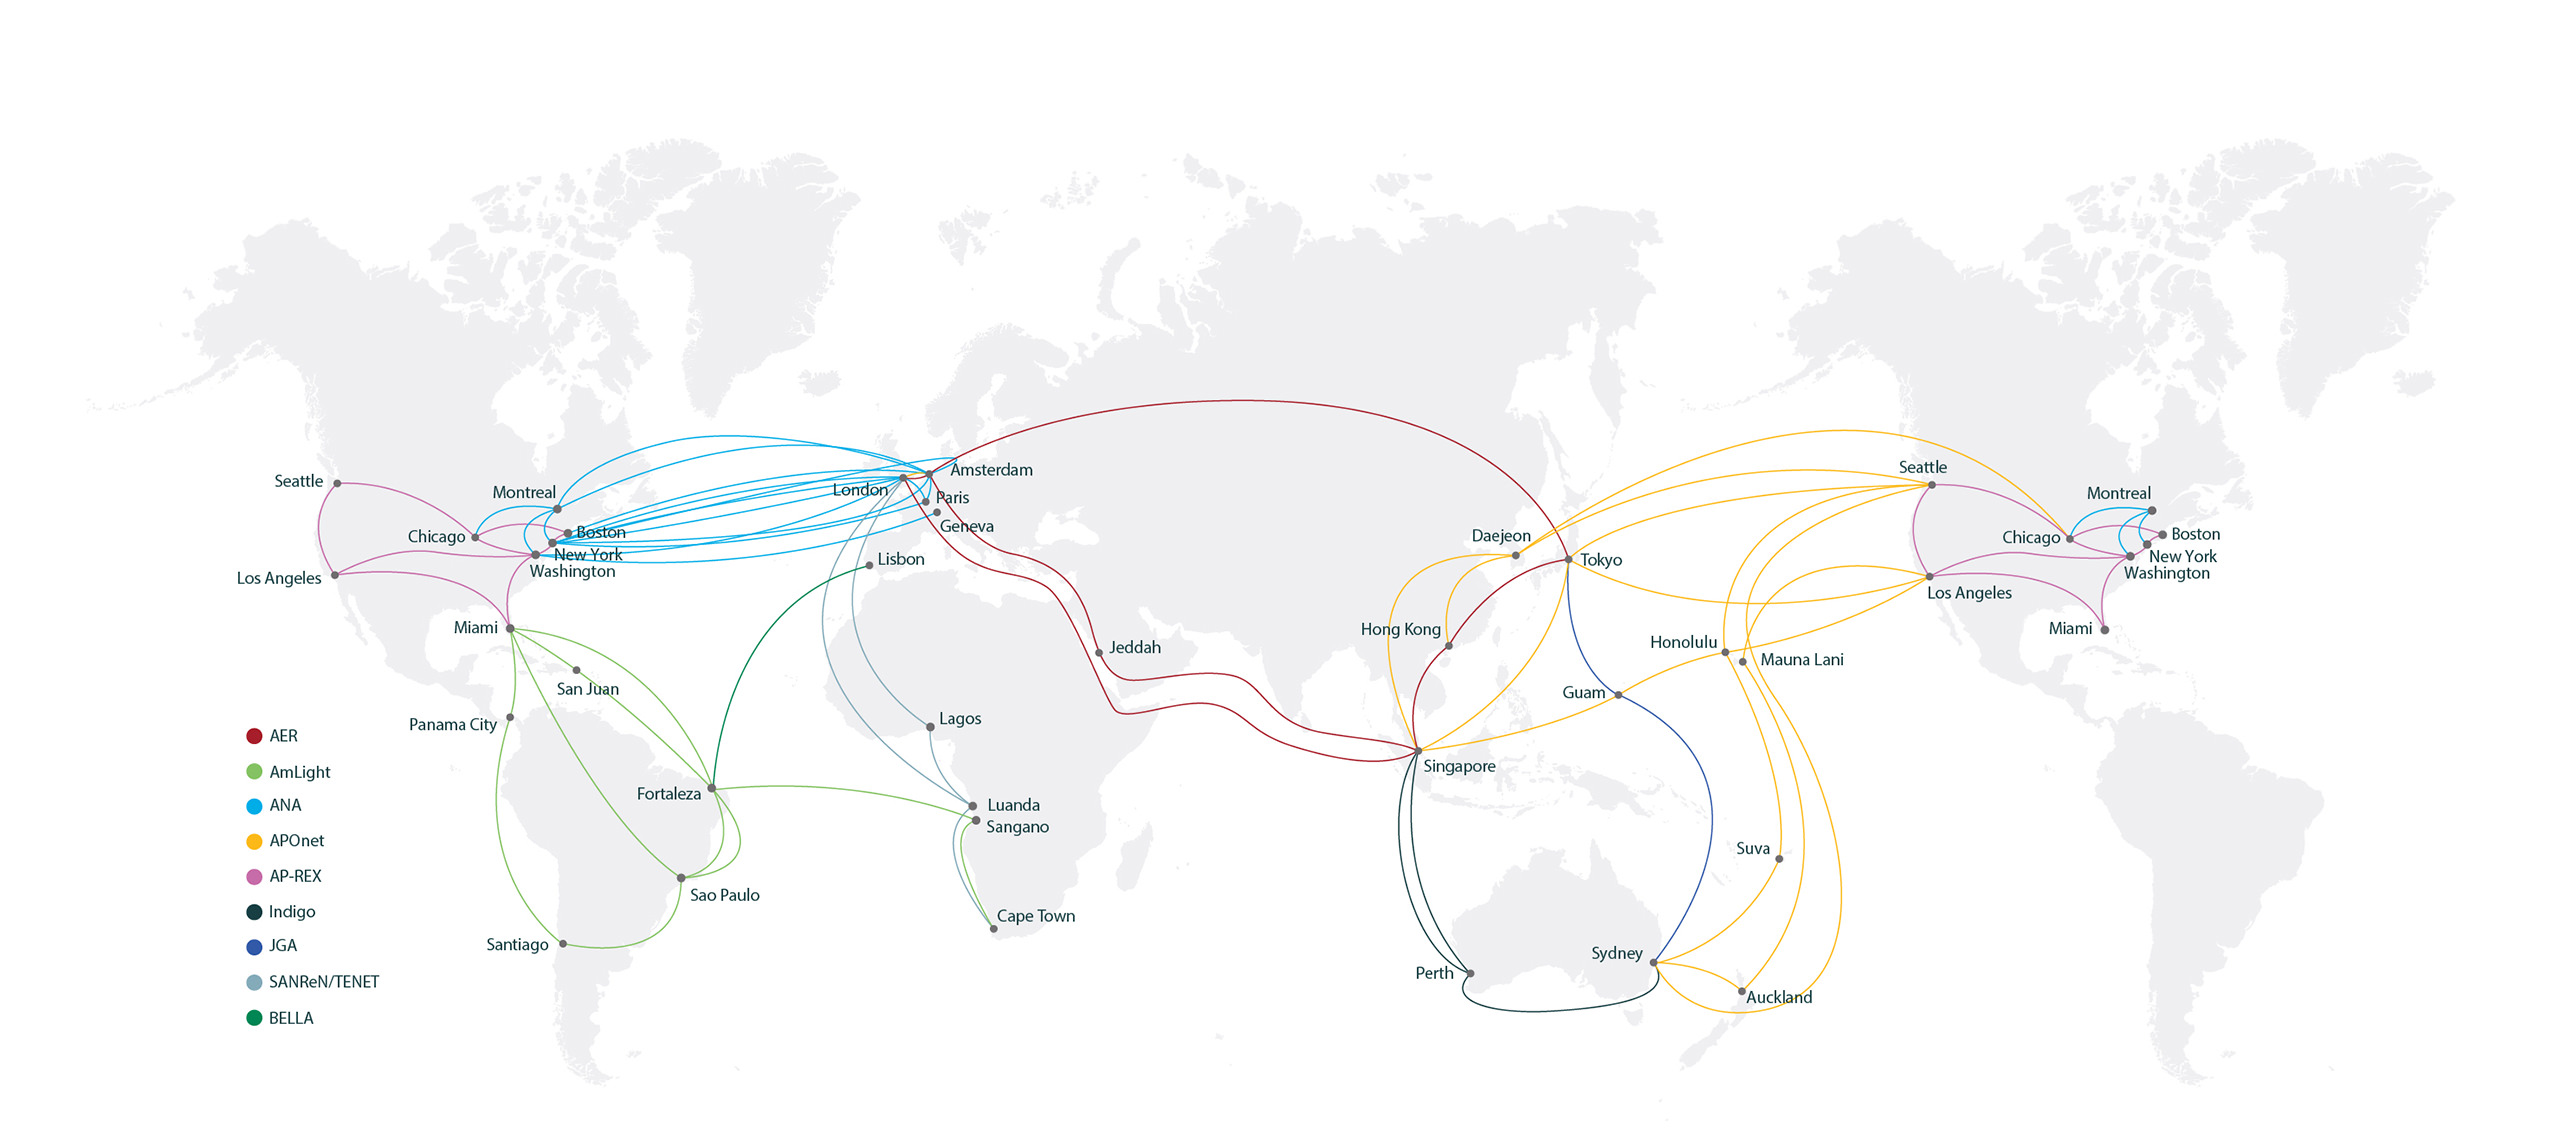 Seattle
Montreal
Chicago
Boston
New York
Washington
Los Angeles
Miami
San Juan
Panama City
Fortaleza
Sao Paulo
Santiago
London
Amsterdam
Paris
Geneva
Lisbon
Jeddah
Lagos
Luanda
Sangano
Cape Town
Daejeon
Tokyo
Hong Kong
Singapore
Guam
Honolulu
Mauna Lani
Suva
Perth
Sydney
Auckland
Seattle
Montreal
Chicago
Boston
New York
Washington
Los Angeles
Miami
AER
AmLight
ANA
APOnet
AP-REX
Indigo
JGA
SANReN/TENET
BELLA